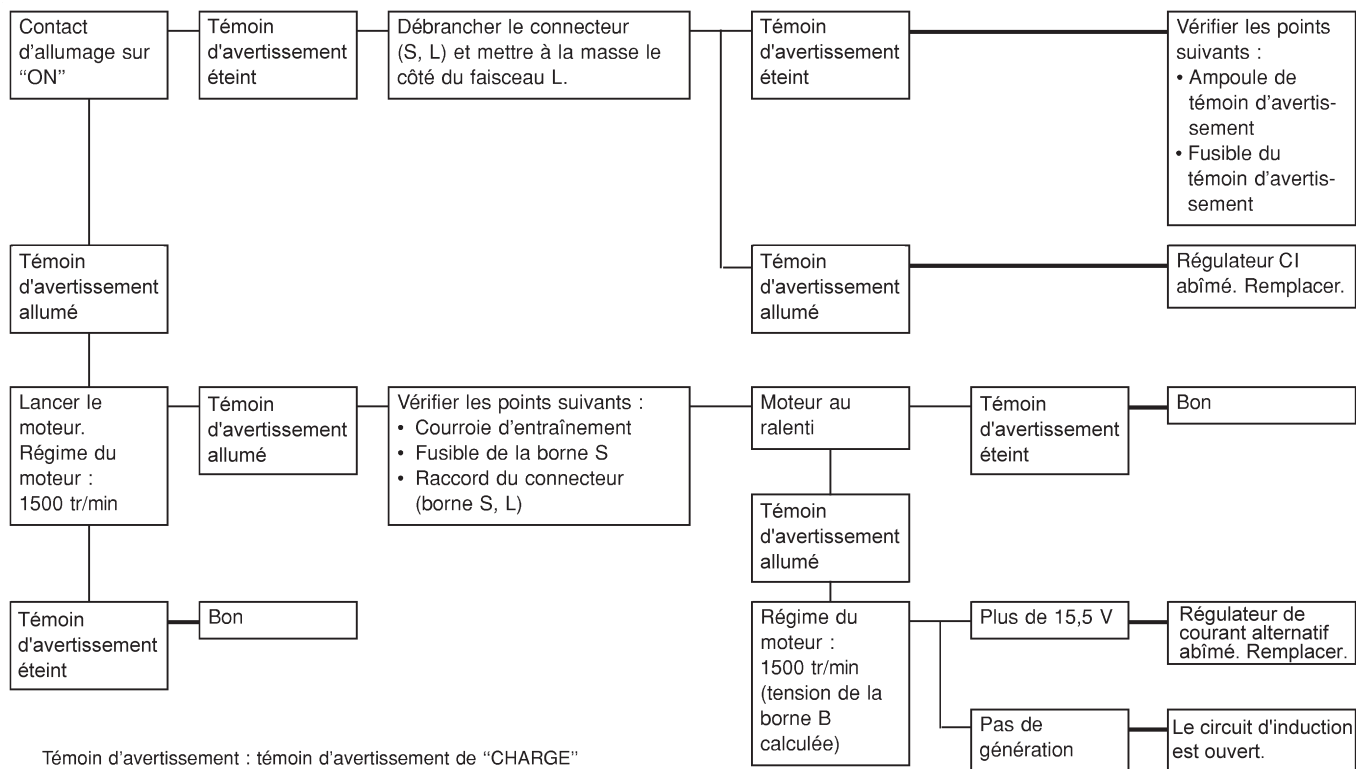 Contact
d'allumage sur
“ON”
Témoin
d'avertissement
éteint
Débrancher le connecteur
(S, L) et mettre à la masse le
côté du faisceau L.
Témoin
d'avertissement
éteint
Vérifier les points
suivants :
• Ampoule de
témoin d'avertis-
sement
• Fusible du
témoin d'avertis-
sement
Témoin
d'avertissement
allumé
Témoin
d'avertissement
allumé
Régulateur CI
abîmé. Remplacer.
Lancer le
moteur.
Régime du
moteur :
1500 tr/min
Témoin
d'avertissement
allumé
Vérifier les points suivants :
• Courroie d'entraînement
• Fusible de la borne S
• Raccord du connecteur
(borne S, L)
Moteur au
ralenti
Témoin
d'avertissement
éteint
Bon
Témoin
d'avertissement
allumé
Témoin
d'avertissement
éteint
Bon
Régime du
moteur :
1500 tr/min
(tension de la
borne B
calculée)
Plus de 15,5 V
Régulateur de
courant alternatif
abîmé. Remplacer.
Pas de
génération
Le circuit d'induction
est ouvert.
Témoin d'avertissement : témoin d'avertissement de “CHARGE”